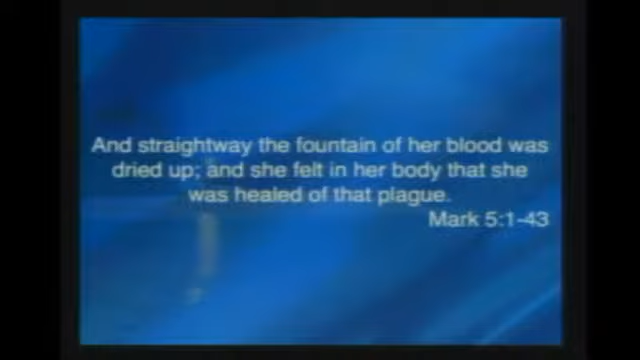 And straightway the fountain of her blood was
dried up; and she felt in her body that she
was healed of that plague.
Mark 5:1-43